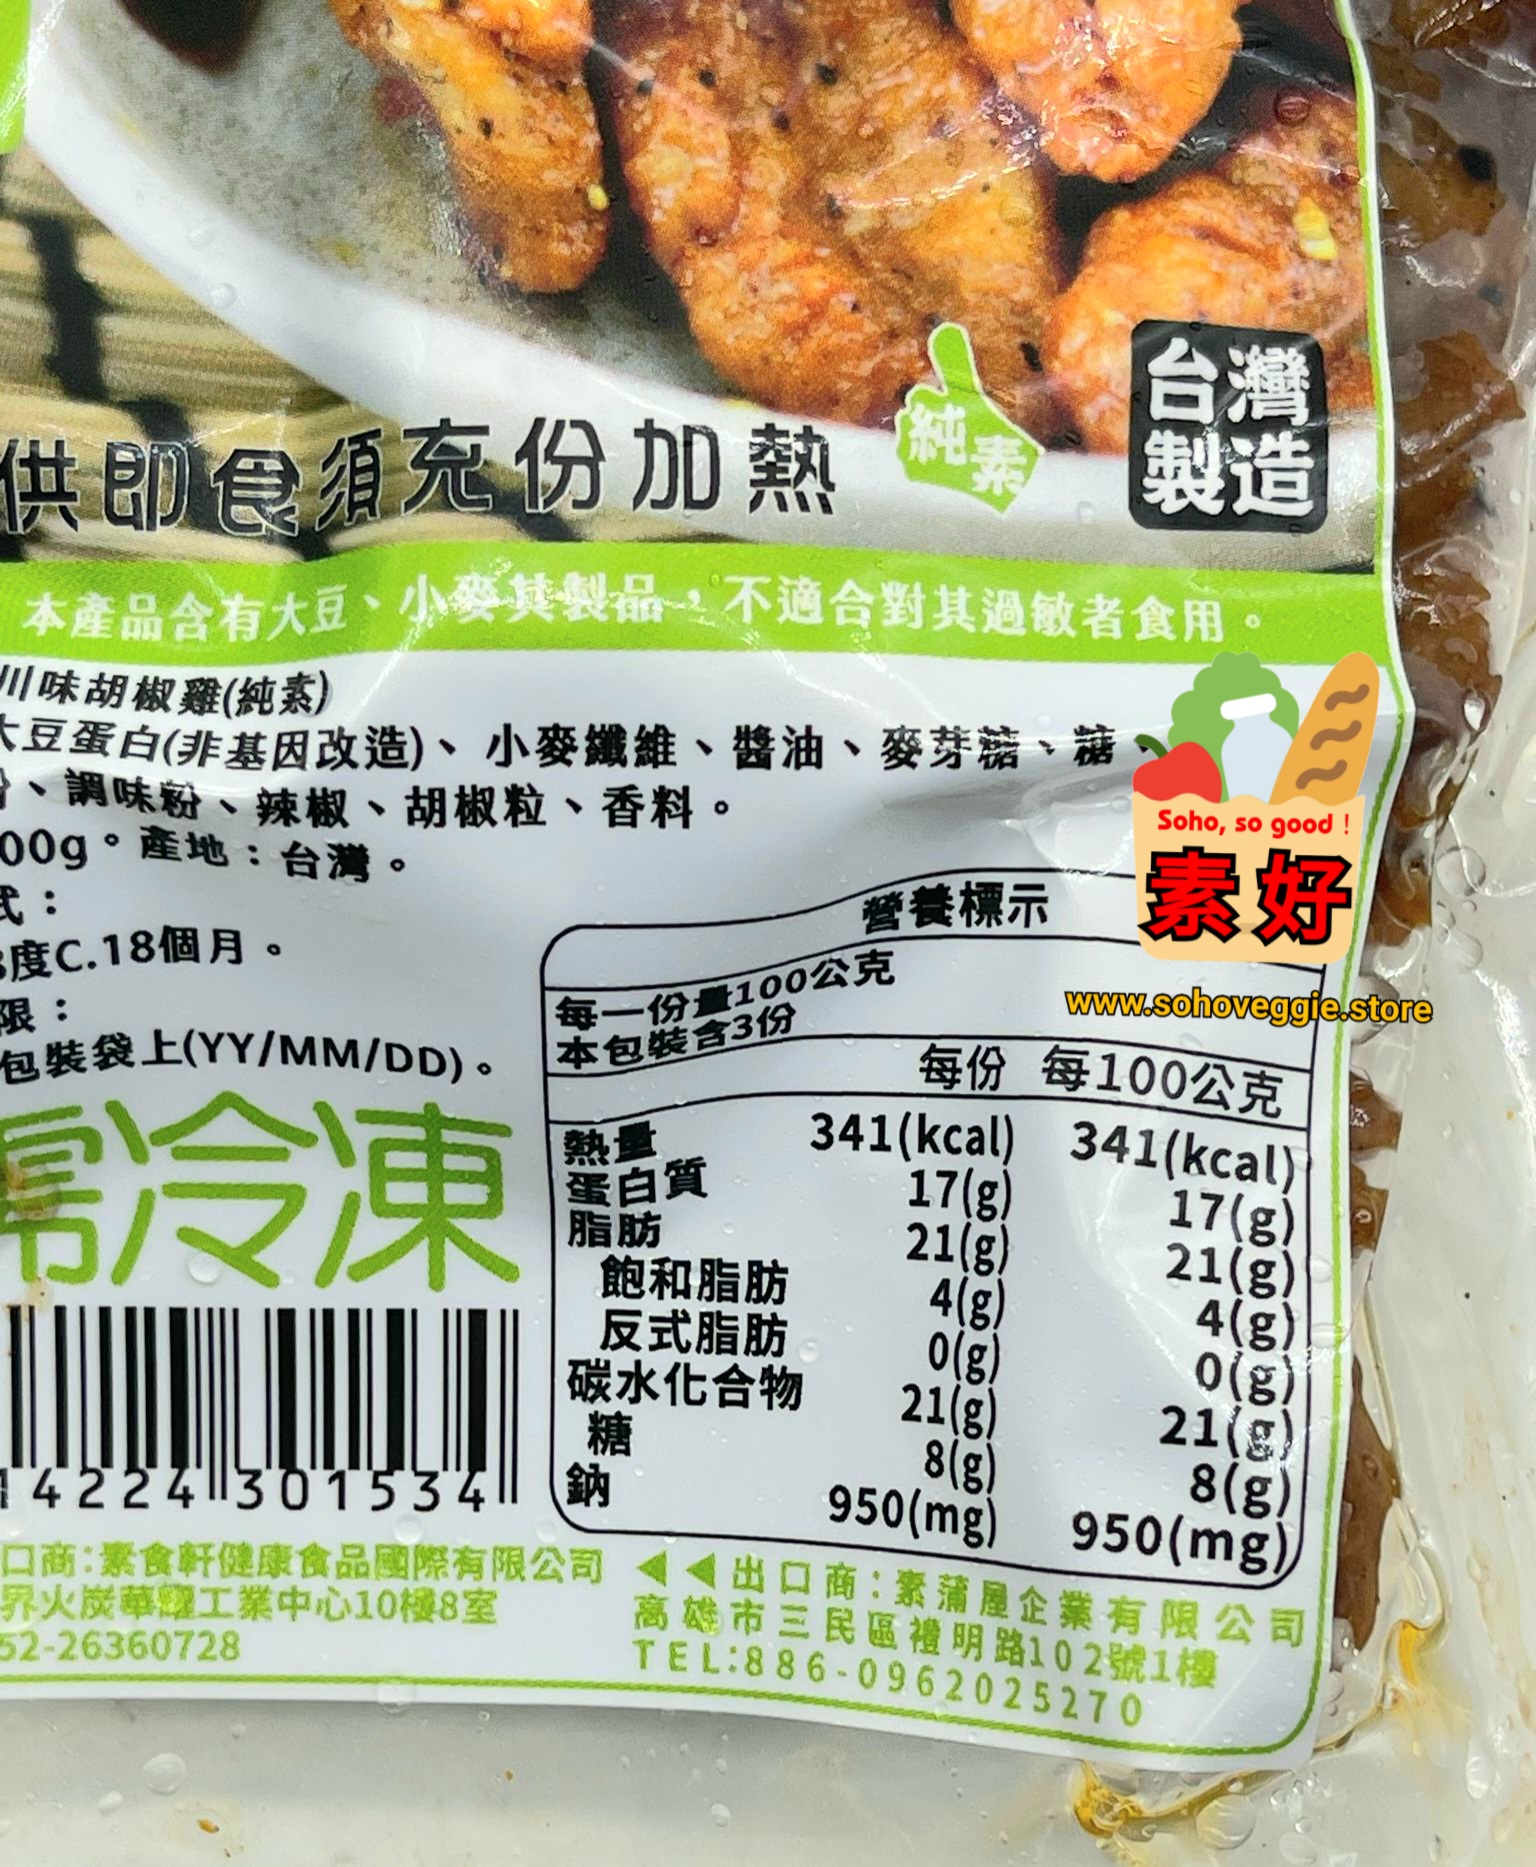 台灣
製造
純素
供即食須充份加熱
本產品含有大豆、小麥其製品,不適合對其過敏者食用。
川味胡椒雞(純素)
大豆蛋白(非基因改造)、小麥纖維、醬油、麥芽糖、糖、
、調味粉、辣椒、胡椒粒、香料。
00g。產地:台灣。
式:
度C.18個月。
限:
包裝袋上(YY/MM/DD)。
需冷凍
4224 301534
Soho, so good !
素好
www.sohoveggie.store
營養標示
每一份量100公克
本包裝含3份
每份 每100公克
熱量 341(kcal) 341(kcal)
蛋白質 17(g) 17(g)
脂肪 21(g) 21(g)
飽和脂肪 4(g) 4(g)
反式脂肪 0(g) 0(g)
碳水化合物 21(g) 21(g)
糖 8(g) 8(g)
鈉 950(mg) 950(mg)
口商:素食軒健康食品國際有限公司
界火炭華耀工業中心10樓8室
52-26360728
◀◀出口商:素蒲屋企業有限公司
高雄市三民區禮明路102號1樓
TEL:886-0962025270